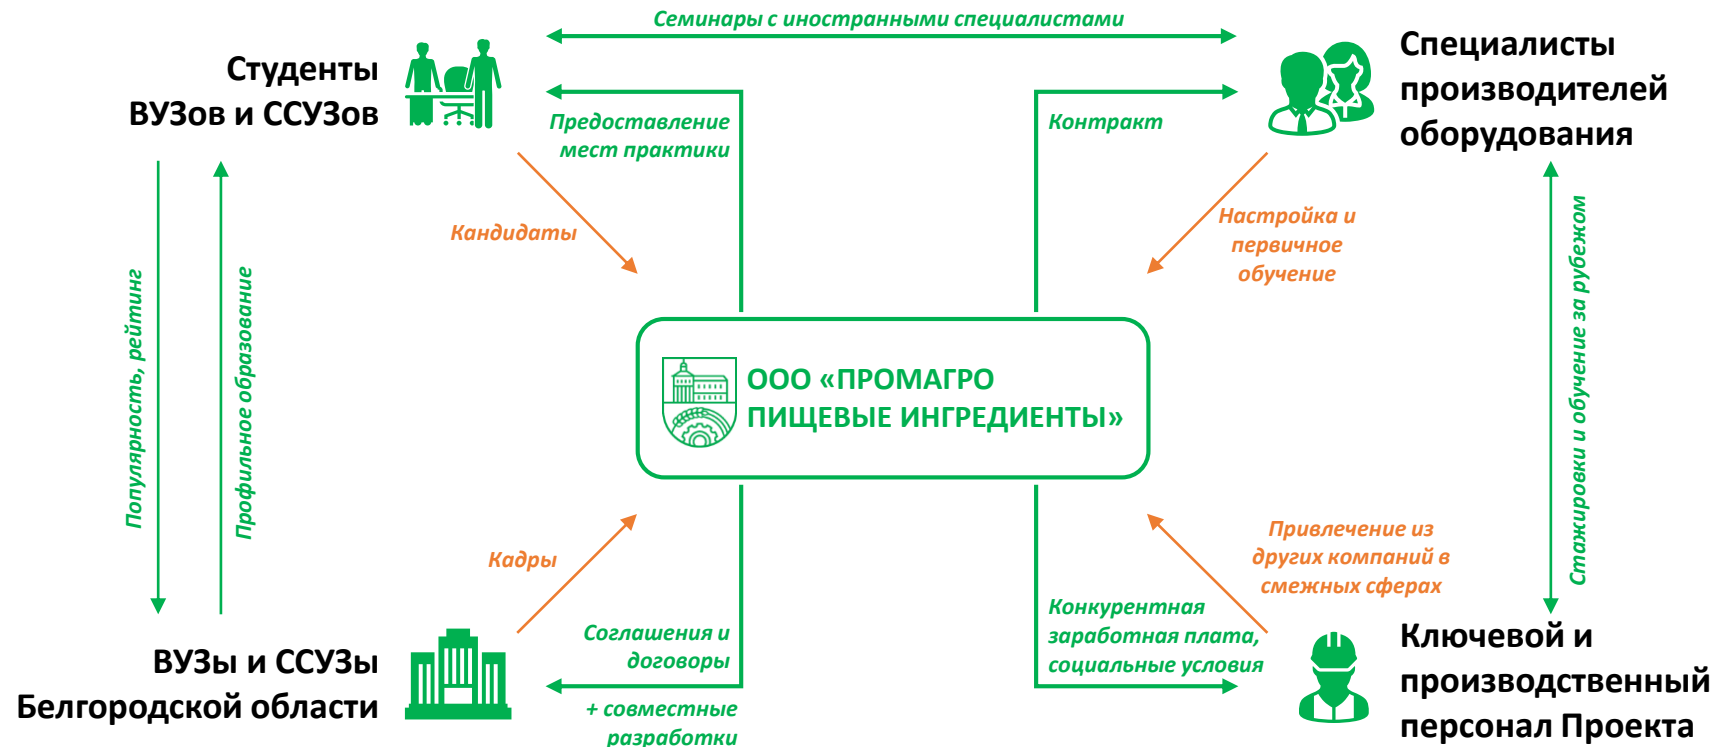 Семинары с иностранными специалистами
Студенты
ВУЗов и ССУЗов
Специалисты
производителей
оборудования
Предоставление
мест практики
Контракт
Кандидаты
Настройка и
первичное
обучение
Популярность, рейтинг
Профильное образование
Стажировки и обучение за рубежом
ООО «ПРОМАГРО
ПИЩЕВЫЕ ИНГРЕДИЕНТЫ»
Кадры
Привлечение из
других компаний в
смежных сферах
Соглашения и
договоры
+ совместные
разработки
Конкурентная
заработная плата,
социальные условия
ВУЗы и ССУЗы
Белгородской области
Ключевой и
производственный
персонал Проекта